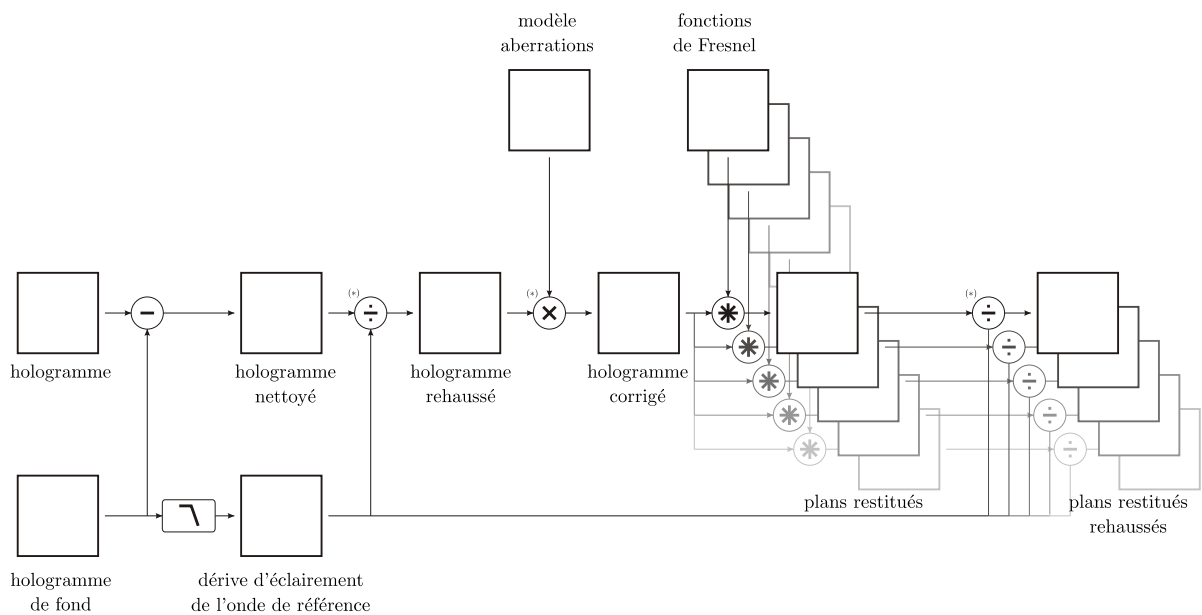 modèle
aberrations
fonctions
de Fresnel
(*)
(*)
(*)
hologramme
hologramme
nettoyé
hologramme
rehaussé
hologramme
corrigé
plans restitués
plans restitués
rehaussés
hologramme
de fond
dérive d'éclairement
de l'onde de référence